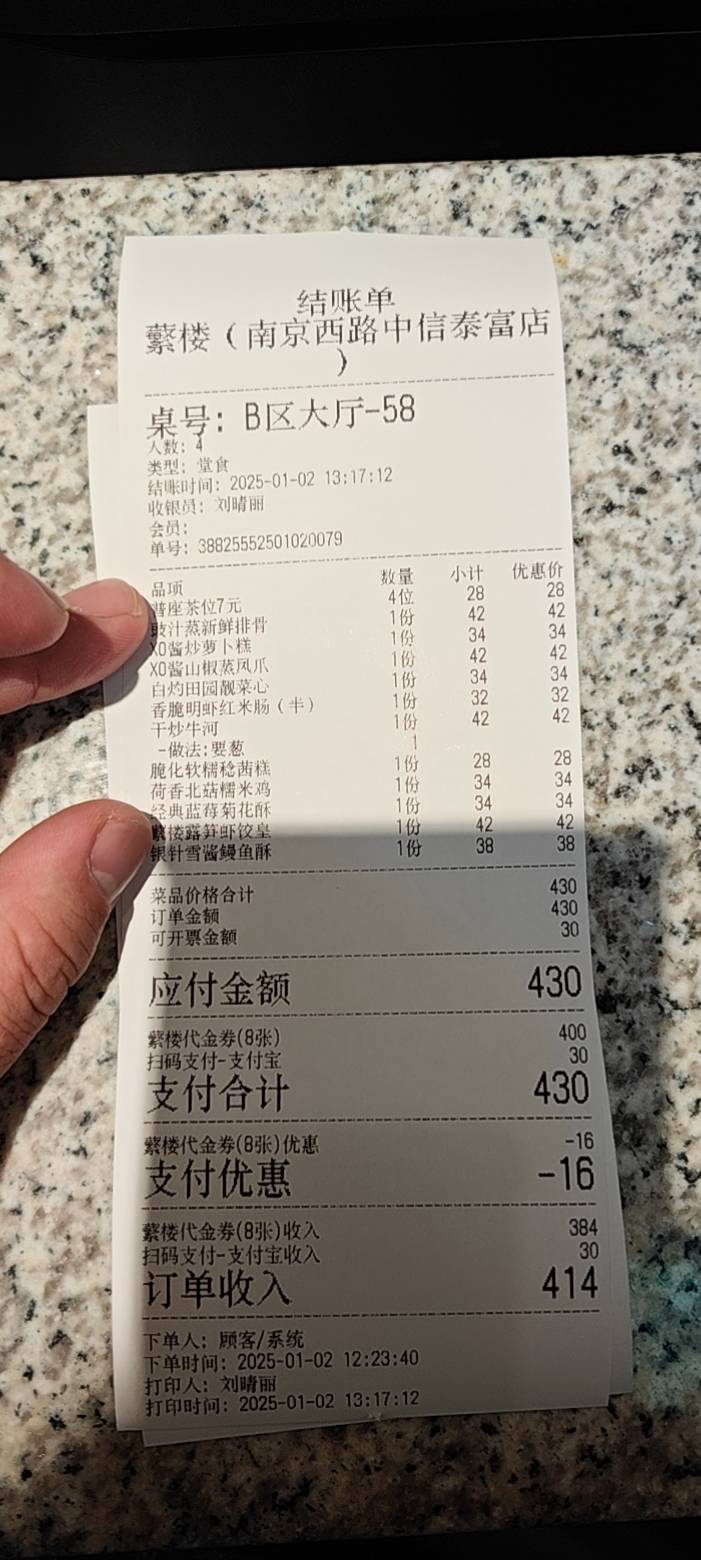 结账单
蘩楼（南京西路中信泰富店
）
桌号: B区大厅-58
人数: 4
类型: 堂食
结账时间: 2025-01-02 13:17:12
收银员: 刘晴丽
会员:
单号: 38825552501020079
品项 数量 小计 优惠价
普座茶位7元 4位 28 28
豉汁蒸新鲜排骨 1份 42 42
XO酱炒萝卜糕 1份 34 34
XO酱山椒蒸凤爪 1份 42 42
白灼田园靓菜心 1份 34 34
香脆明虾红米肠（半） 1份 32 32
干炒牛河 1份 42 42
-做法:要葱 1
脆化软糯稔茜糕 1份 28 28
荷香北菇糯米鸡 1份 34 34
经典蓝莓菊花酥 1份 34 34
蘩楼露笋虾饺皇 1份 42 42
银针雪酱鳗鱼酥 1份 38 38
菜品价格合计 430
订单金额 430
可开票金额 30
应付金额 430
蘩楼代金券(8张) 400
扫码支付-支付宝 30
支付合计 430
蘩楼代金券(8张)优惠 -16
支付优惠 -16
蘩楼代金券(8张)收入 384
扫码支付-支付宝收入 30
订单收入 414
下单人: 顾客/系统
下单时间: 2025-01-02 12:23:40
打印人: 刘晴丽
打印时间: 2025-01-02 13:17:12